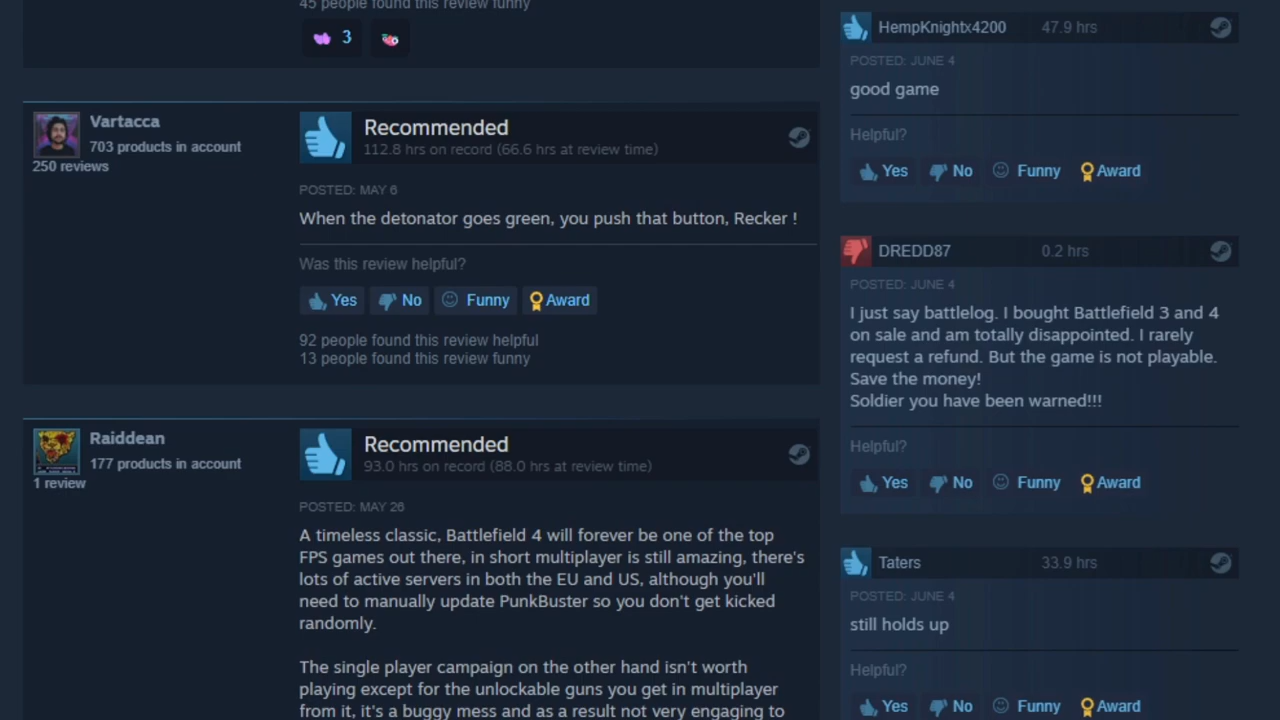 45 people found this review funny
3
Vartacca
703 products in account
250 reviews
Recommended
112.8 hrs on record (66.6 hrs at review time)
POSTED: MAY 6
When the detonator goes green, you push that button, Recker !
Was this review helpful?
Yes No Funny Award
92 people found this review helpful
13 people found this review funny
Raiddean
177 products in account
1 review
Recommended
93.0 hrs on record (88.0 hrs at review time)
POSTED: MAY 26
A timeless classic, Battlefield 4 will forever be one of the top
FPS games out there, in short multiplayer is still amazing, there's
lots of active servers in both the EU and US, although you'll
need to manually update PunkBuster so you don't get kicked
randomly.
The single player campaign on the other hand isn't worth
playing except for the unlockable guns you get in multiplayer
from it, it's a buggy mess and as a result not very engaging to
HempKnightx4200 47.9 hrs
POSTED: JUNE 4
good game
Helpful?
Yes No Funny Award
DREDD87 0.2 hrs
POSTED: JUNE 4
I just say battlelog. I bought Battlefield 3 and 4
on sale and am totally disappointed. I rarely
request a refund. But the game is not playable.
Save the money!
Soldier you have been warned!!!
Helpful?
Yes No Funny Award
Taters 33.9 hrs
POSTED: JUNE 4
still holds up
Helpful?
Yes No Funny Award